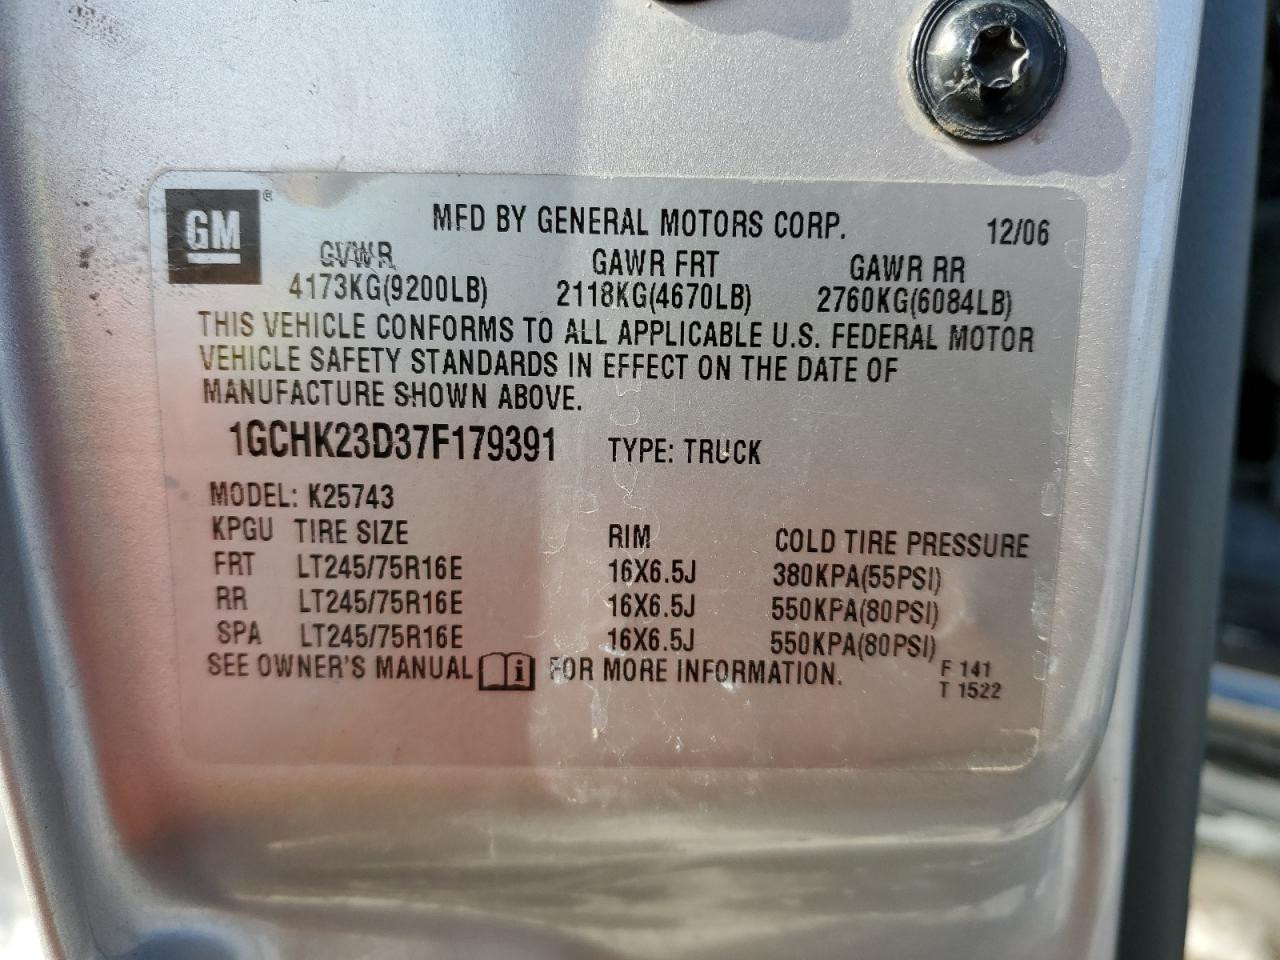 GM ® MFD BY GENERAL MOTORS CORP. 12/06
GVWR GAWR FRT GAWR RR
4173KG(9200LB) 2118KG(4670LB) 2760KG(6084LB)
THIS VEHICLE CONFORMS TO ALL APPLICABLE U.S. FEDERAL MOTOR
VEHICLE SAFETY STANDARDS IN EFFECT ON THE DATE OF
MANUFACTURE SHOWN ABOVE.
1GCHK23D37F179391 TYPE: TRUCK
MODEL: K25743
KPGU TIRE SIZE RIM COLD TIRE PRESSURE
FRT LT245/75R16E 16X6.5J 380KPA(55PSI)
RR LT245/75R16E 16X6.5J 550KPA(80PSI)
SPA LT245/75R16E 16X6.5J 550KPA(80PSI)
SEE OWNER'S MANUAL i FOR MORE INFORMATION. F 141
T 1522